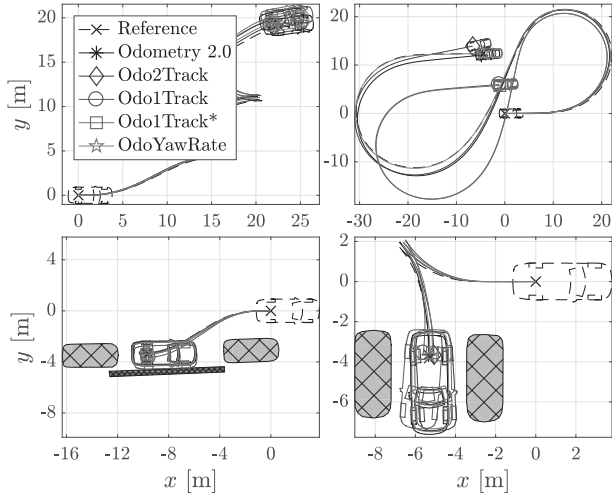 Reference
Odometry 2.0
Odo2Track
Odo1Track
Odo1Track*
OdoYawRate
y [m]
20
15
10
5
0
0 5 10 15 20 25
20
10
0
10
-30 -20 -10 0 10 20
y [m]
4
0
-4
-8
-16 -12 -8 -4 0
x [m]
2
0
-2
-4
-6
-8 -6 -4 -2 0 2
x [m]